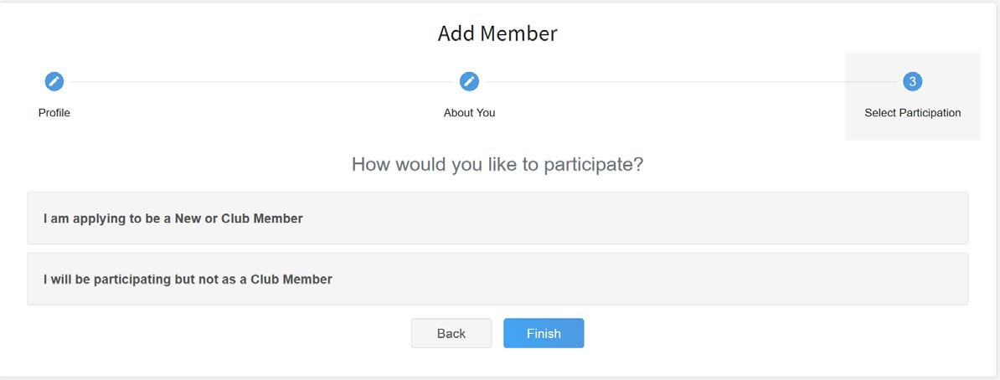 Add Member
3
Profile
About You
Select Participation
How would you like to participate?
I am applying to be a New or Club Member
I will be participating but not as a Club Member
Back
Finish